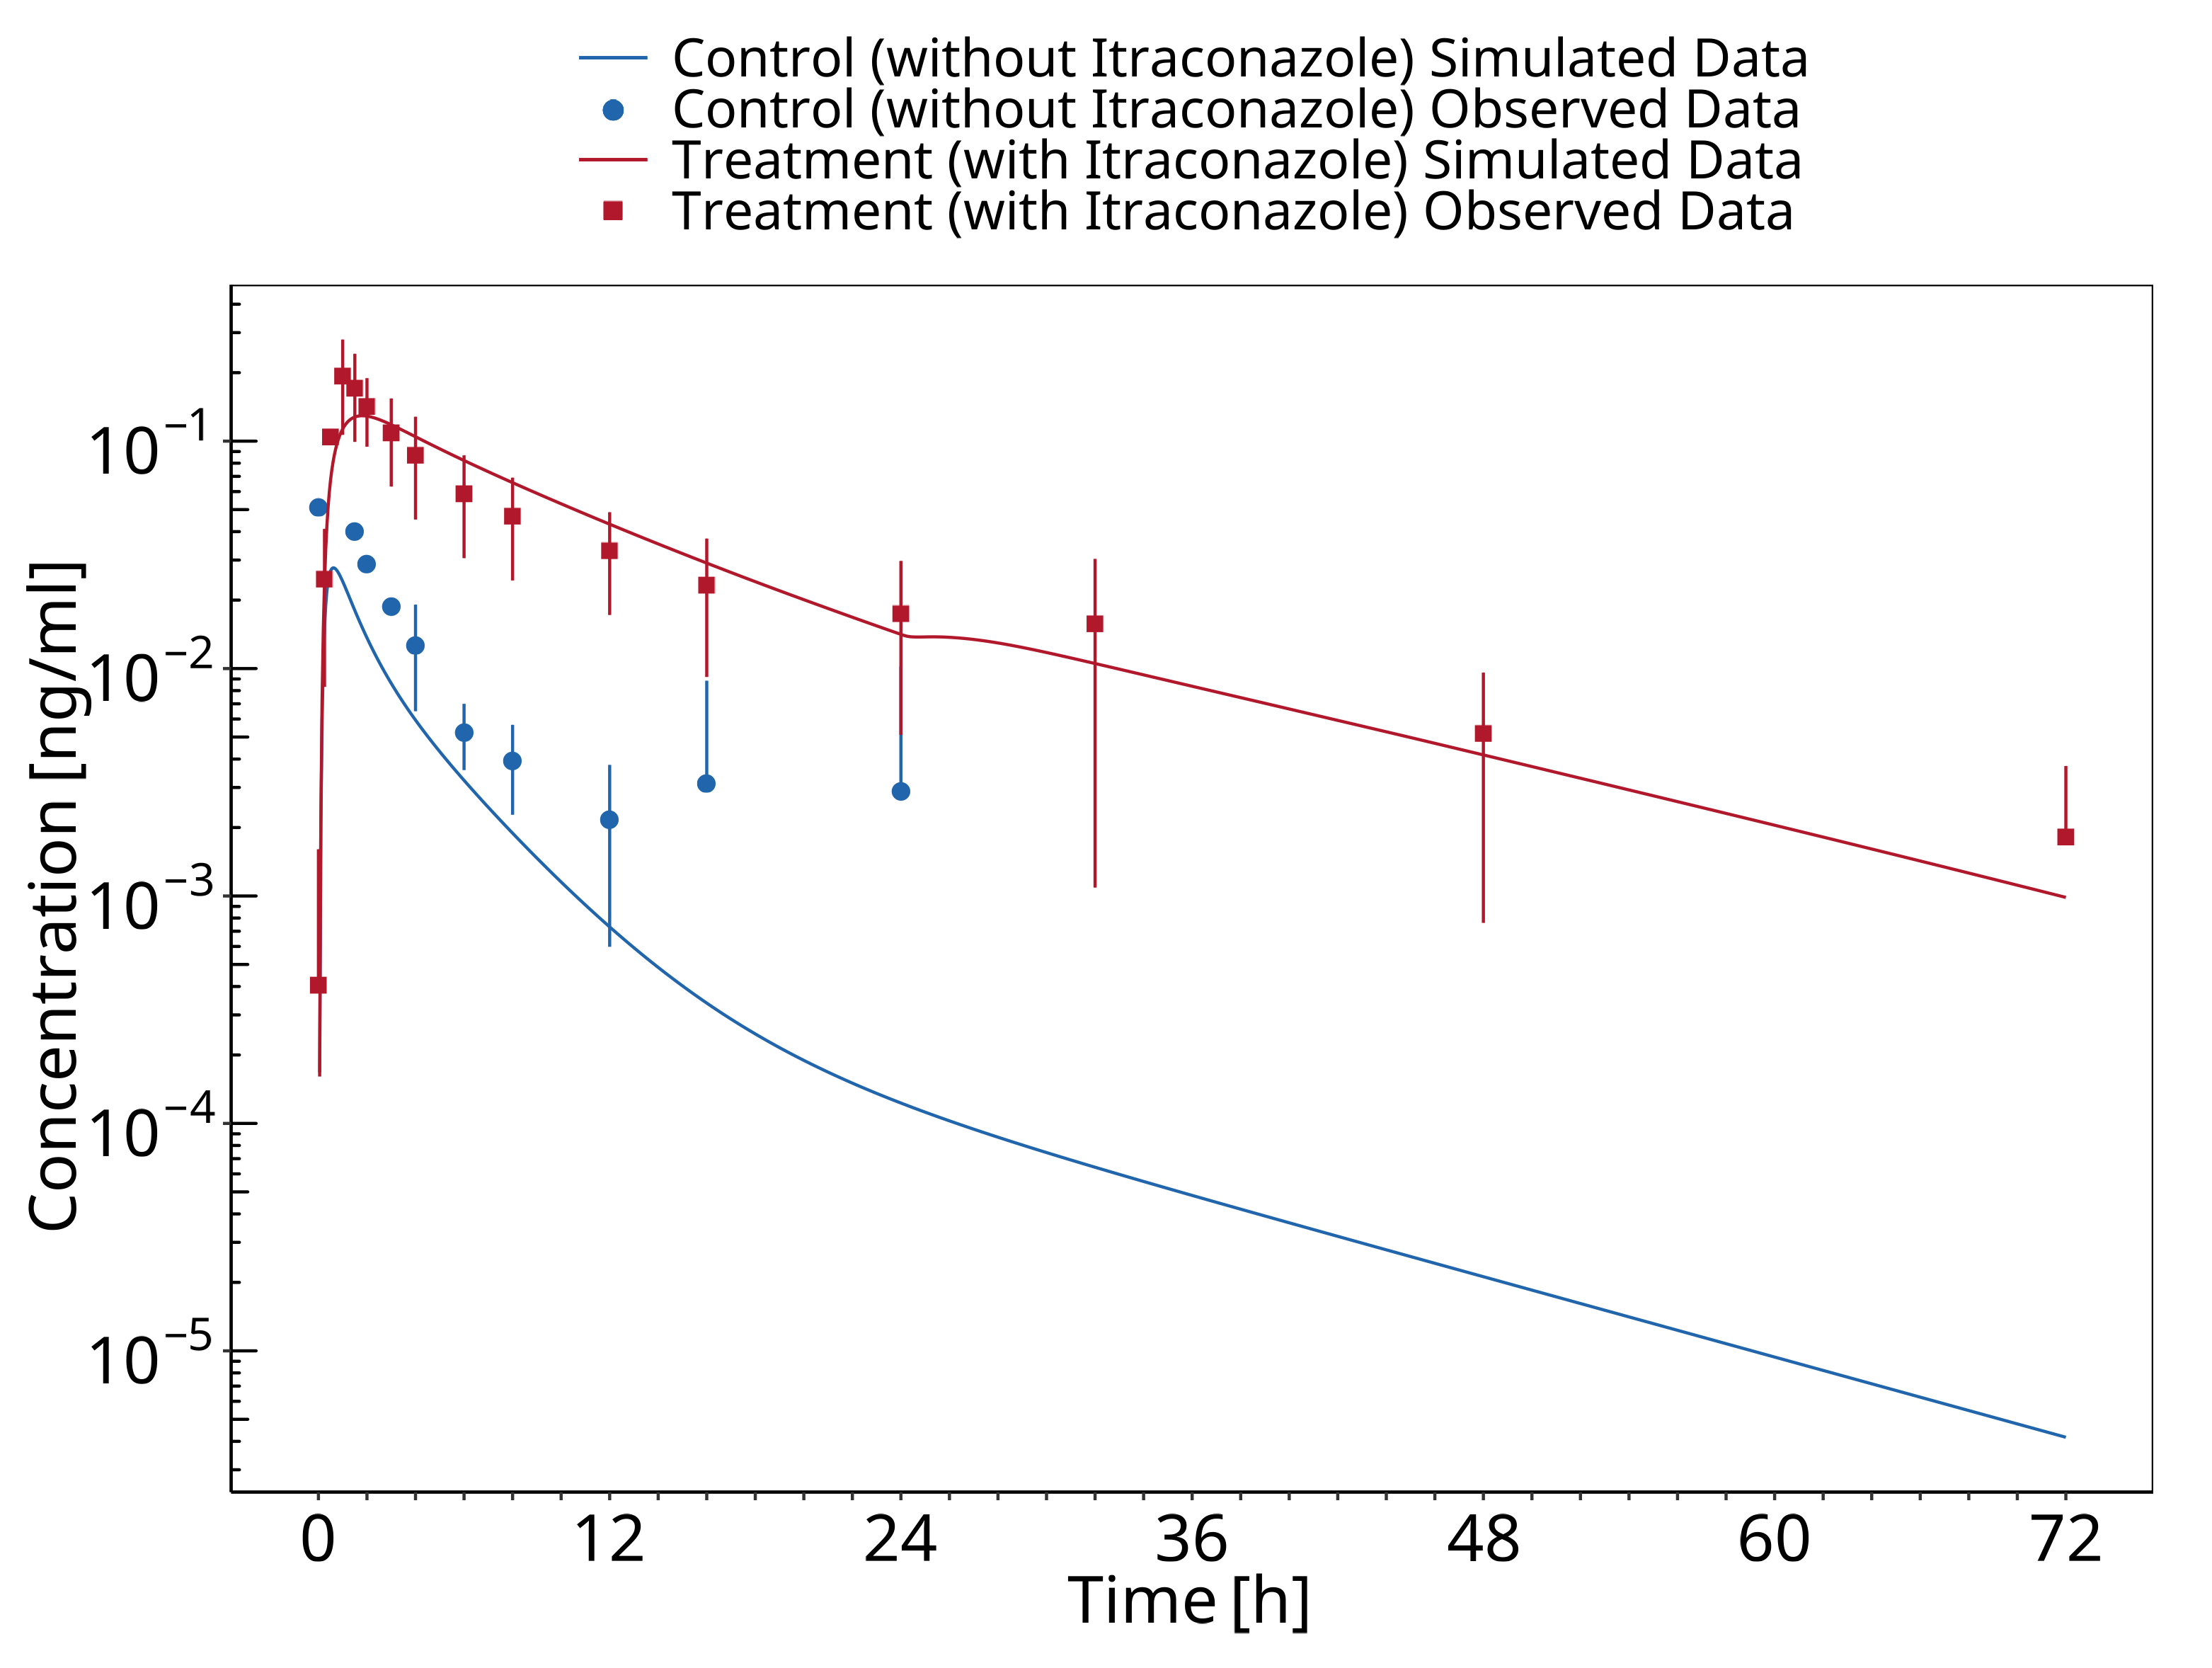 Control (without Itraconazole) Simulated Data
Control (without Itraconazole) Observed Data
Treatment (with Itraconazole) Simulated Data
Treatment (with Itraconazole) Observed Data
Concentration [ng/ml]
10⁻¹
10⁻²
10⁻³
10⁻⁴
10⁻⁵
0 12 24 36 48 60 72
Time [h]